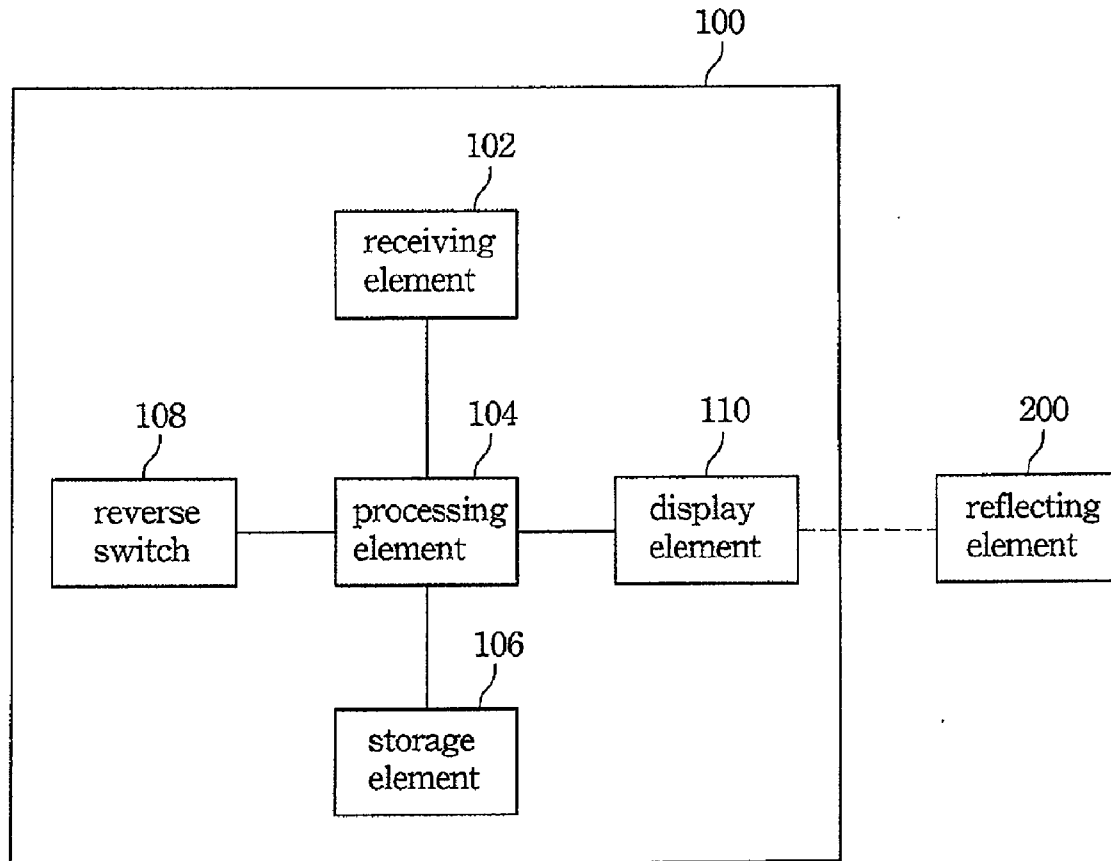 100
102
receiving
element
108
104
110
200
reverse
switch
processing
element
display
element
reflecting
element
106
storage
element